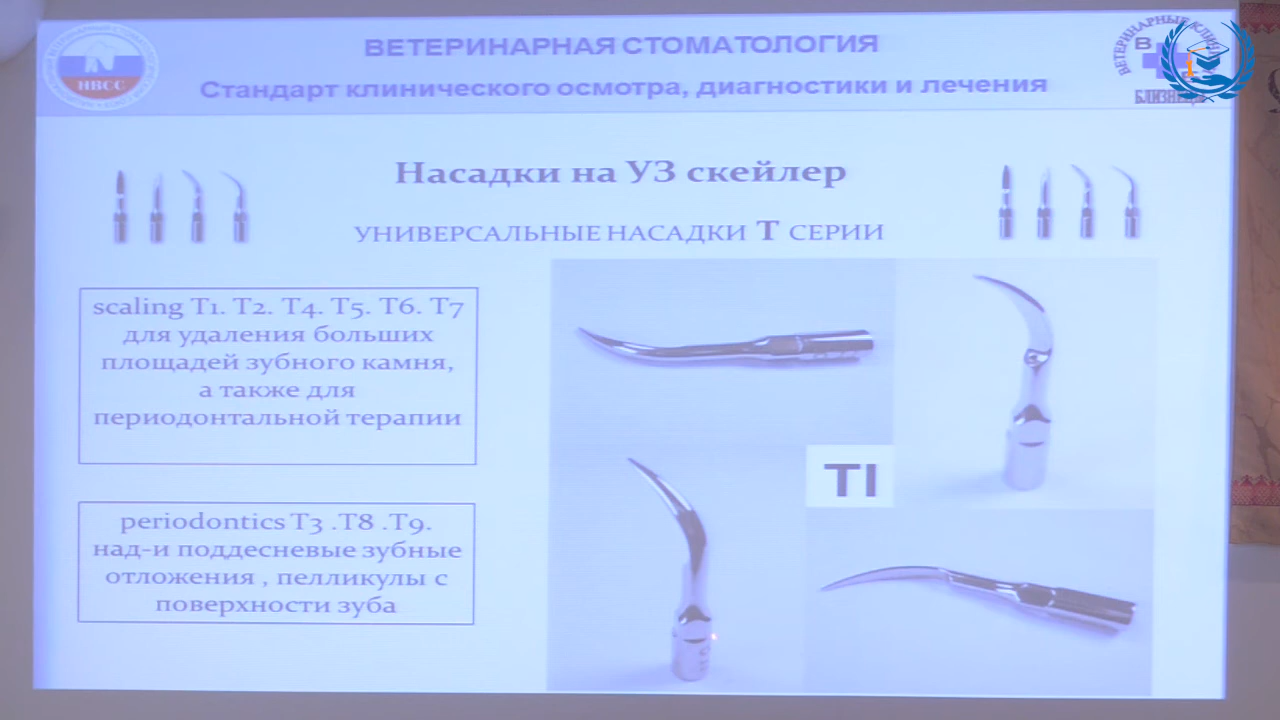 ВЕТЕРИНАРНАЯ СТОМАТОЛОГИЯ
Стандарт клинического осмотра, диагностики и лечения
НВСС
ВЕТЕРИНАРНЫЕ
В
БЛИЗНЕЦЫ
Насадки на УЗ скейлер
УНИВЕРСАЛЬНЫЕ НАСАДКИ Т СЕРИИ
scaling T1. T2. T4. T5. T6. T7
для удаления больших
площадей зубного камня,
а также для
периодонтальной терапии
TI
periodontics T3 .T8 .T9.
над-и поддесневые зубные
отложения , пелликулы с
поверхности зуба